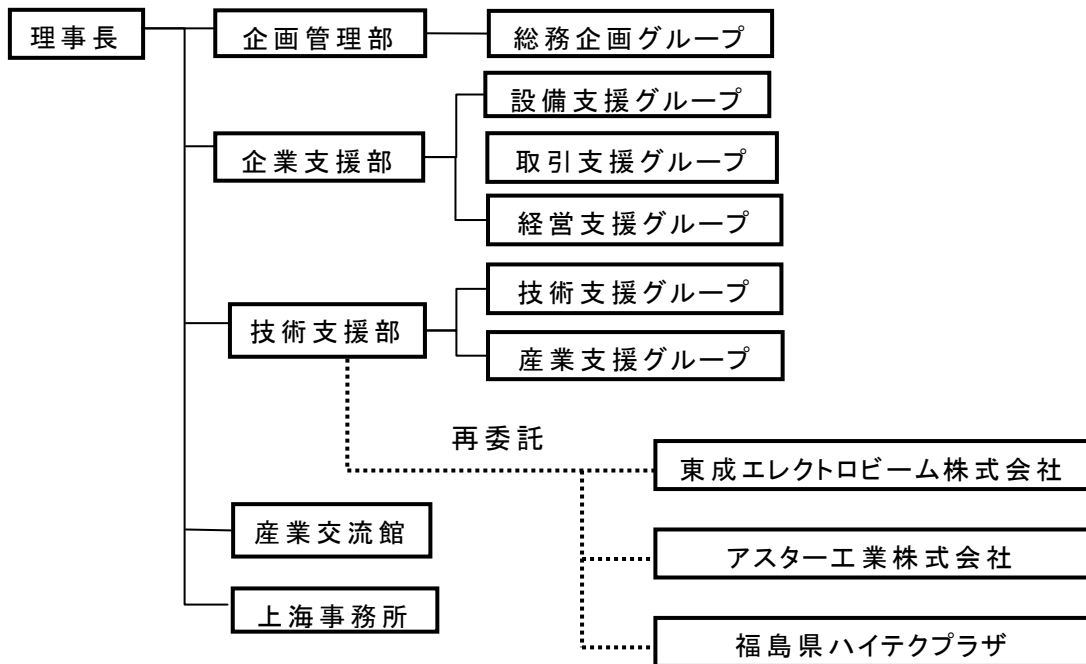 理事長
企画管理部
総務企画グループ
設備支援グループ
企業支援部
取引支援グループ
経営支援グループ
技術支援グループ
技術支援部
産業支援グループ
再委託
東成エレクトロビーム株式会社
産業交流館
アスター工業株式会社
上海事務所
福島県ハイテクプラザ